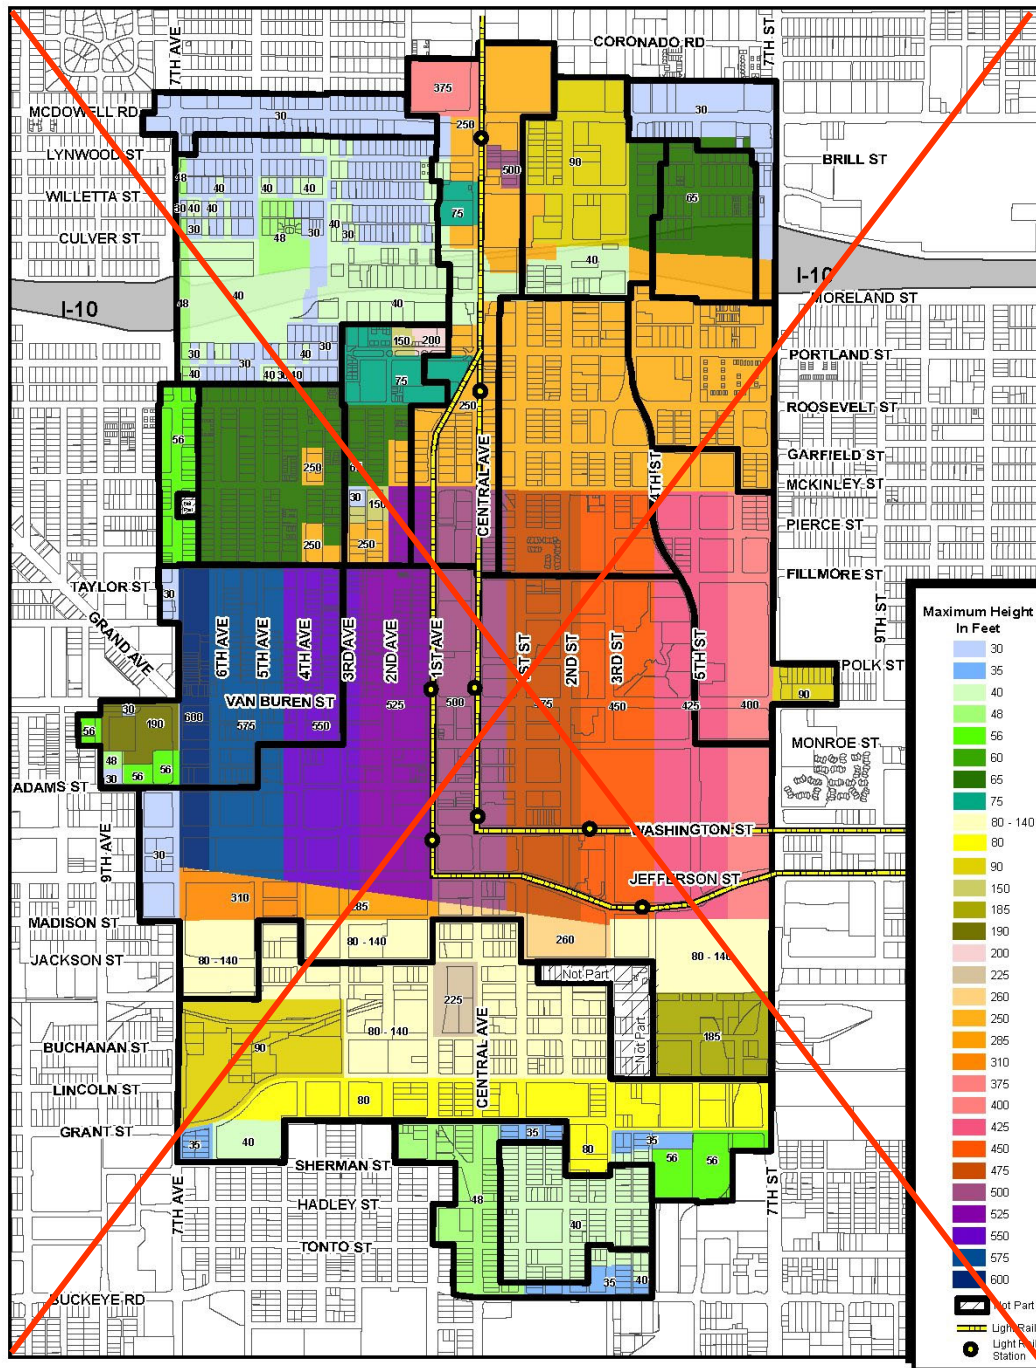 CORONADO RD
7TH AVE
7TH ST
375
MCDOWELL RD
30
30
250
LYNWOOD ST
90
500
BRILL ST
48
40
40
40
65
WILLETTA ST
30
40
40
40
75
30
30
30
CULVER ST
48
40
I-10
I-10
40
48
40
MORELAND ST
30
40
30
150
200
PORTLAND ST
30
30
75
40
40
30
40
250
ROOSEVELT ST
56
CENTRAL AVE
4TH ST
GARFIELD ST
250
MCKINLEY ST
30
150
PIERCE ST
250
250
FILLMORE ST
TAYLOR ST
30
GRAND AVE
6TH AVE
5TH AVE
4TH AVE
3RD AVE
2ND AVE
1ST AVE
1ST ST
2ND ST
3RD ST
5TH ST
9TH ST
POLK ST
90
VAN BUREN ST
30
190
56
600
575
550
525
500
475
450
425
400
MONROE ST
48
30
56
56
ADAMS ST
WASHINGTON ST
9TH AVE
30
JEFFERSON ST
310
285
MADISON ST
80 - 140
260
80 - 140
JACKSON ST
80 - 140
Not Part
225
80 - 140
CENTRAL AVE
Not Part
185
BUCHANAN ST
90
LINCOLN ST
80
GRANT ST
35
40
35
80
35
56
56
SHERMAN ST
7TH AVE
48
7TH ST
HADLEY ST
40
TONTO ST
35
40
BUCKEYE RD
Maximum Height
In Feet
30
35
40
48
56
60
65
75
80 - 140
80
90
150
185
190
200
225
260
250
285
310
375
400
425
450
475
500
525
550
575
600
Not Part
Light Rail
Light Rail
Station